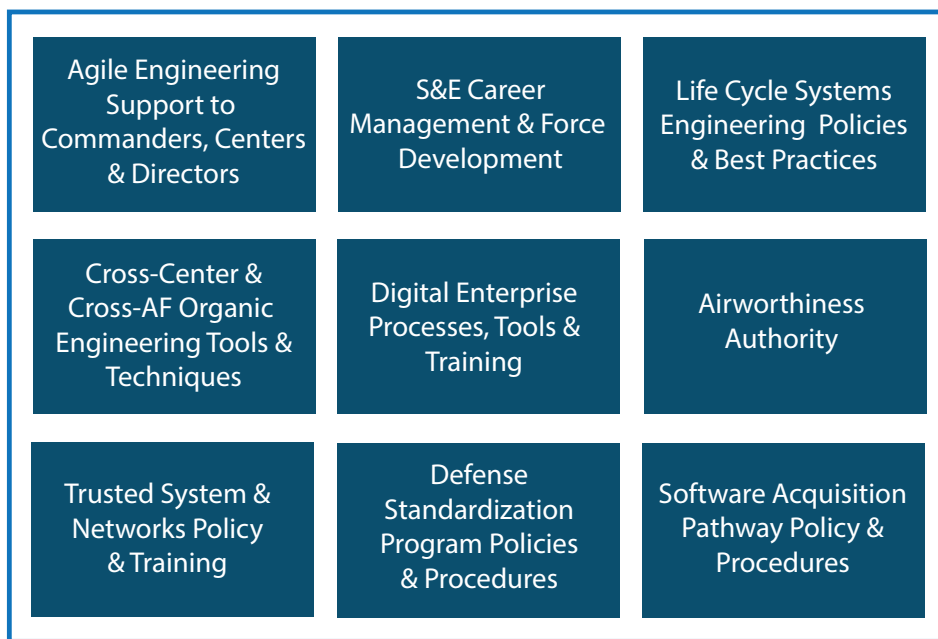 Agile Engineering
Support to
Commanders, Centers
& Directors
S&E Career
Management & Force
Development
Life Cycle Systems
Engineering Policies
& Best Practices
Cross-Center &
Cross-AF Organic
Engineering Tools &
Techniques
Digital Enterprise
Processes, Tools &
Training
Airworthiness
Authority
Trusted System &
Networks Policy
& Training
Defense
Standardization
Program Policies
& Procedures
Software Acquisition
Pathway Policy &
Procedures